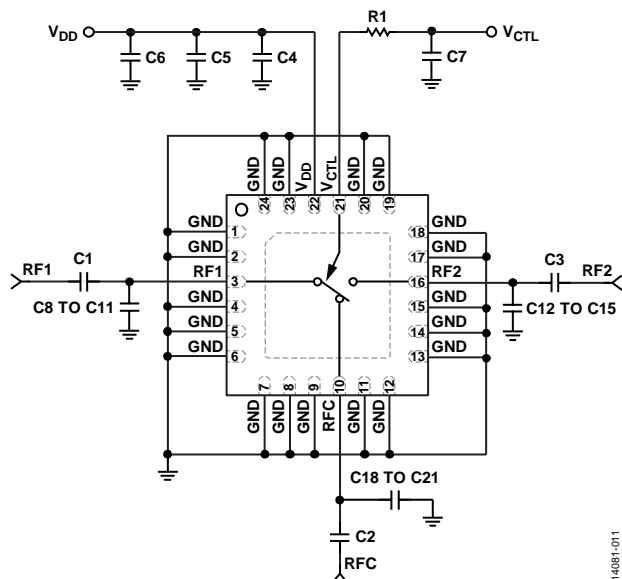 VDD
C6
C5
C4
R1
C7
VCTL
GND
GND
VDD
VCTL
GND
GND
24
23
22
21
20
19
GND
1
GND
2
RF1
3
GND
4
GND
5
GND
6
18
GND
17
GND
16
RF2
15
GND
14
GND
13
GND
RF1
C1
C8 TO C11
C3
RF2
C12 TO C15
7
8
9
10
11
12
GND
GND
GND
RFC
GND
GND
C18 TO C21
C2
RFC
14081-011